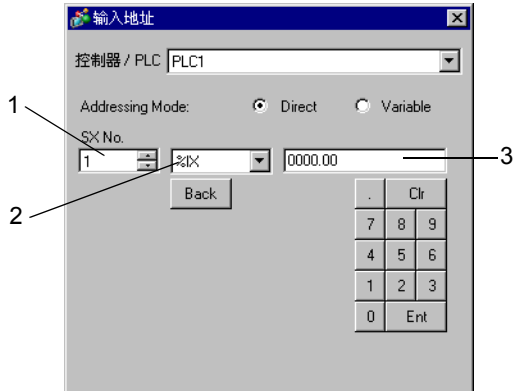 输入地址
控制器 / PLC PLC1
Addressing Mode: Direct Variable
1
SX No.
1 %IX 0000.00 3
2 Back . Clr
7 8 9
4 5 6
1 2 3
0 Ent